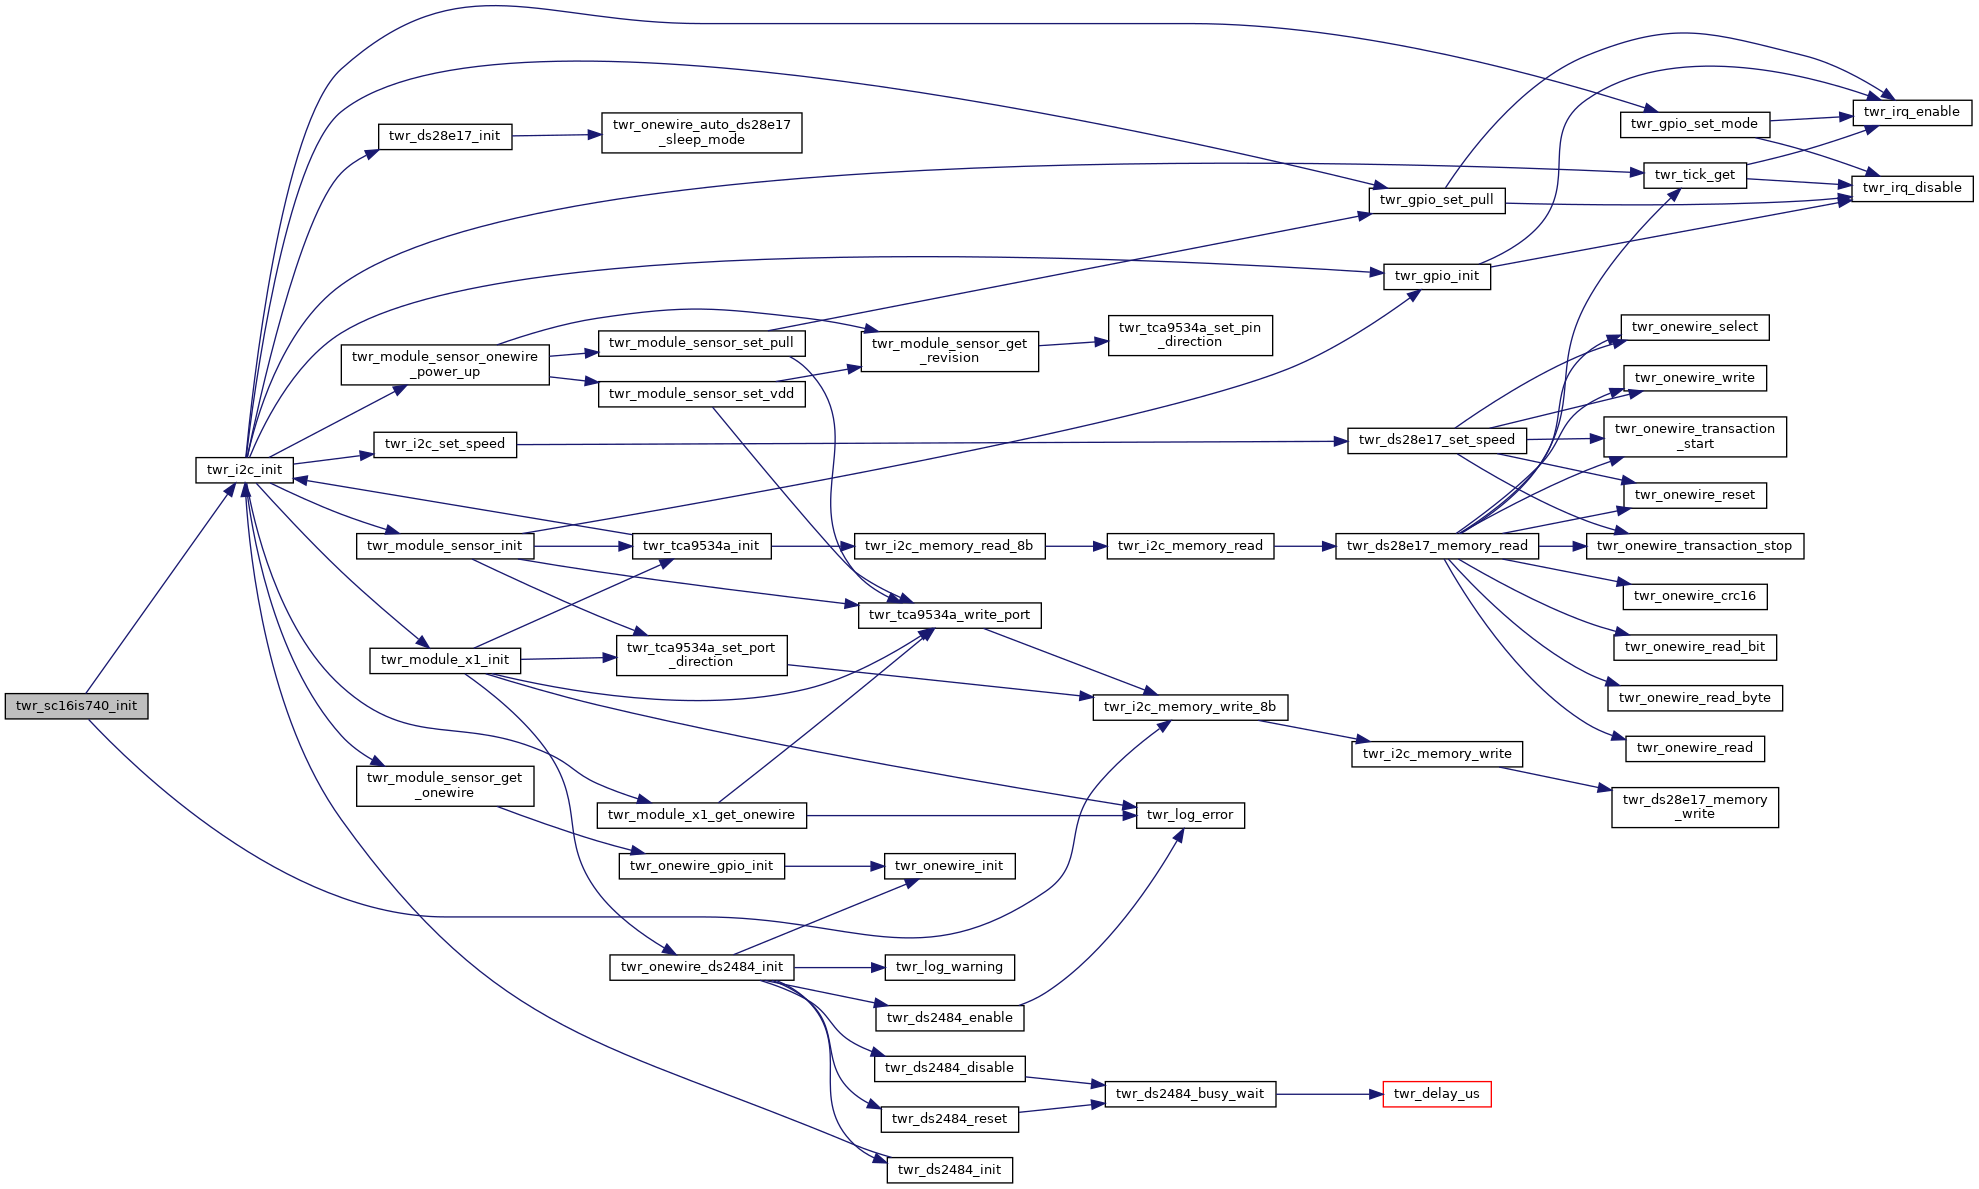 twr_sc16is740_init
twr_i2c_init
twr_ds28e17_init
twr_module_sensor_onewire
_power_up
twr_i2c_set_speed
twr_module_sensor_init
twr_module_x1_init
twr_module_sensor_get
_onewire
twr_onewire_auto_ds28e17
_sleep_mode
twr_module_sensor_set_pull
twr_module_sensor_set_vdd
twr_tca9534a_init
twr_tca9534a_set_port
_direction
twr_module_x1_get_onewire
twr_onewire_gpio_init
twr_onewire_ds2484_init
twr_module_sensor_get
_revision
twr_i2c_memory_read_8b
twr_tca9534a_write_port
twr_onewire_init
twr_log_warning
twr_ds2484_enable
twr_ds2484_disable
twr_ds2484_reset
twr_ds2484_init
twr_tca9534a_set_pin
_direction
twr_i2c_memory_read
twr_i2c_memory_write_8b
twr_log_error
twr_ds2484_busy_wait
twr_gpio_set_pull
twr_gpio_init
twr_ds28e17_set_speed
twr_ds28e17_memory_read
twr_i2c_memory_write
twr_delay_us
twr_gpio_set_mode
twr_tick_get
twr_onewire_select
twr_onewire_write
twr_onewire_transaction
_start
twr_onewire_reset
twr_onewire_transaction_stop
twr_onewire_crc16
twr_onewire_read_bit
twr_onewire_read_byte
twr_onewire_read
twr_ds28e17_memory
_write
twr_irq_enable
twr_irq_disable